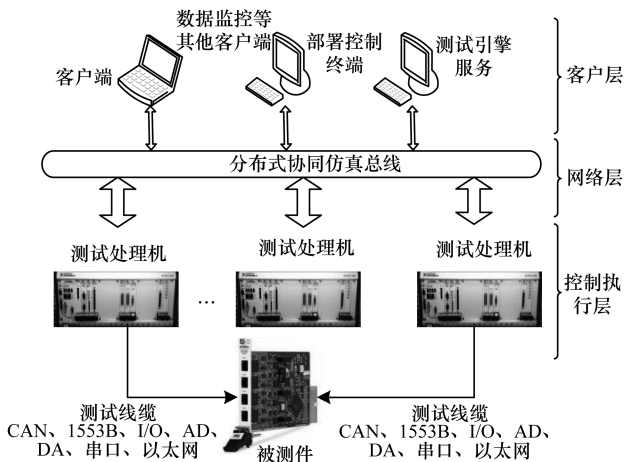 数据监控等
其他客户端
部署控制
终端
测试引擎
服务
客户端
客户层
分布式协同仿真总线
网络层
测试处理机
测试处理机
测试处理机
…
控制执
行层
测试线缆
CAN、1553B、I/O、AD、
DA、串口、以太网
被测件
测试线缆
CAN、1553B、I/O、AD、
DA、串口、以太网